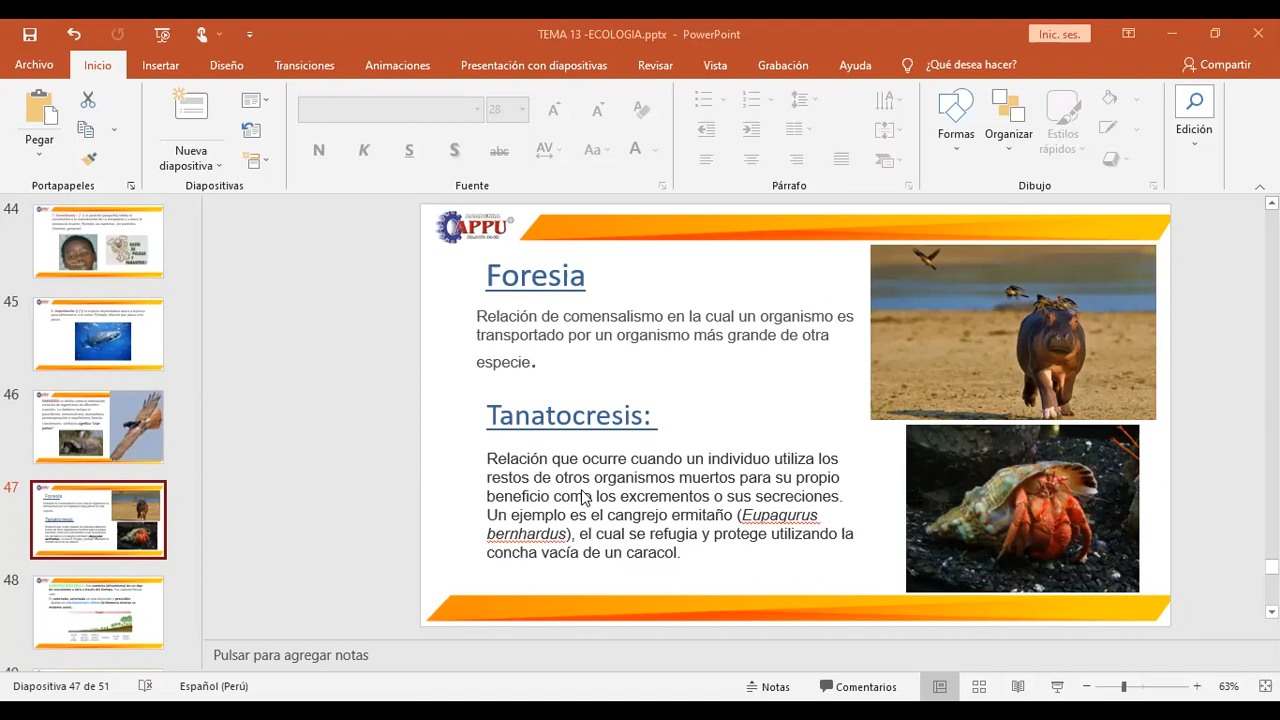 TEMA 13 -ECOLOGIA.pptx - PowerPoint
Inic. ses.
Archivo Inicio Insertar Diseño Transiciones Animaciones Presentación con diapositivas Revisar Vista Grabación Ayuda ¿Qué desea hacer? Compartir
28
Pegar
Nueva
diapositiva
N K S S abc AV Aa A
Formas Organizar Estilos
rápidos
Edición
Portapapeles Diapositivas Fuente Párrafo Dibujo
44
45
46
47
48
ACADEMIA
APPU
Foresia
Relación de comensalismo en la cual un organismo es
transportado por un organismo más grande de otra
especie.
Tanatocresis:
Relación que ocurre cuando un individuo utiliza los
restos de otros organismos muertos para su propio
beneficio como los excrementos o sus secreciones.
Un ejemplo es el cangrejo ermitaño (Eupagurus
bernhardus), el cual se refugia y protege utilizando la
concha vacía de un caracol.
Pulsar para agregar notas
Diapositiva 47 de 51 Español (Perú) Notas Comentarios 63%